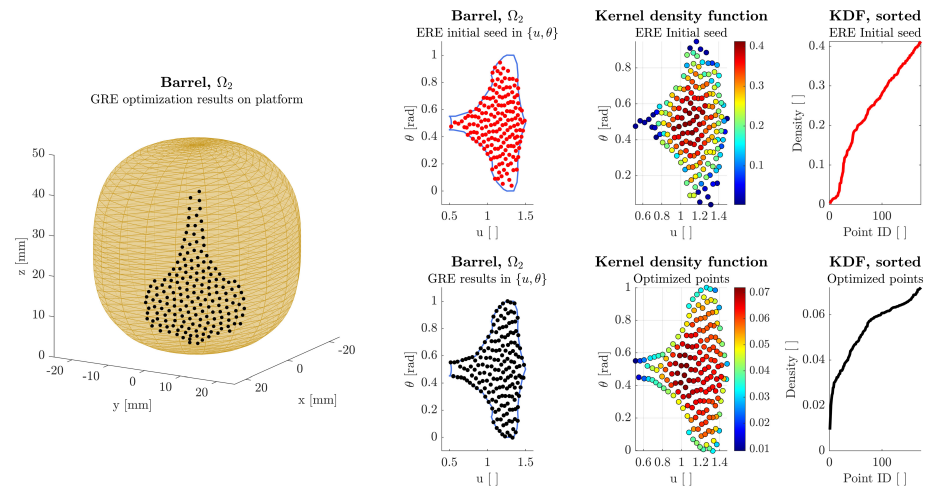 Barrel, Ω₂
GRE optimization results on platform
50
40
30
20
10
0
z [mm]
-20
-10
0
10
20
y [mm]
20
0
-20
x [mm]
Barrel, Ω₂
ERE initial seed in {u, θ}
1
0.8
0.6
0.4
0.2
0
θ [rad]
0.5
1
1.5
u [ ]
Kernel density function
ERE Initial seed
0.8
0.6
0.4
0.2
θ [rad]
0.6 0.8 1 1.2 1.4
u [ ]
0.4
0.3
0.2
0.1
KDF, sorted
ERE Initial seed
0.4
0.3
0.2
0.1
0
Density [ ]
0
100
Point ID [ ]
Barrel, Ω₂
GRE results in {u, θ}
1
0.8
0.6
0.4
0.2
0
θ [rad]
0.5
1
1.5
u [ ]
Kernel density function
Optimized points
1
0.8
0.6
0.4
0.2
0
θ [rad]
0.6 0.8 1 1.2 1.4
u [ ]
0.07
0.06
0.05
0.04
0.03
0.02
0.01
KDF, sorted
Optimized points
0.06
0.04
0.02
0
Density [ ]
0
100
Point ID [ ]